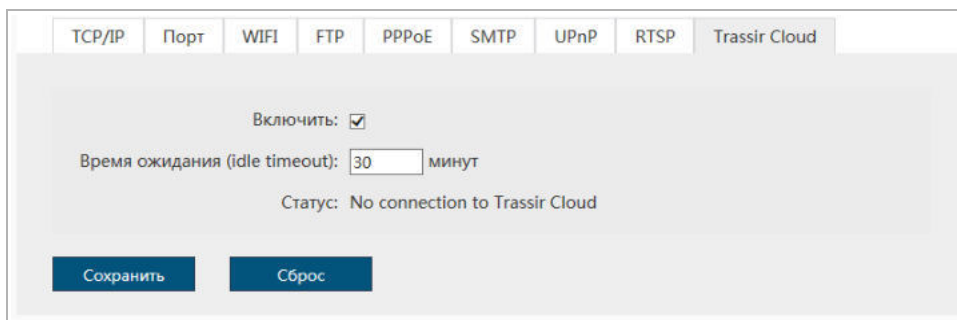 TCP/IP Порт WIFI FTP PPPoE SMTP UPnP RTSP Trassir Cloud
Включить:
Время ожидания (idle timeout): 30 минут
Статус: No connection to Trassir Cloud
Сохранить Сброс